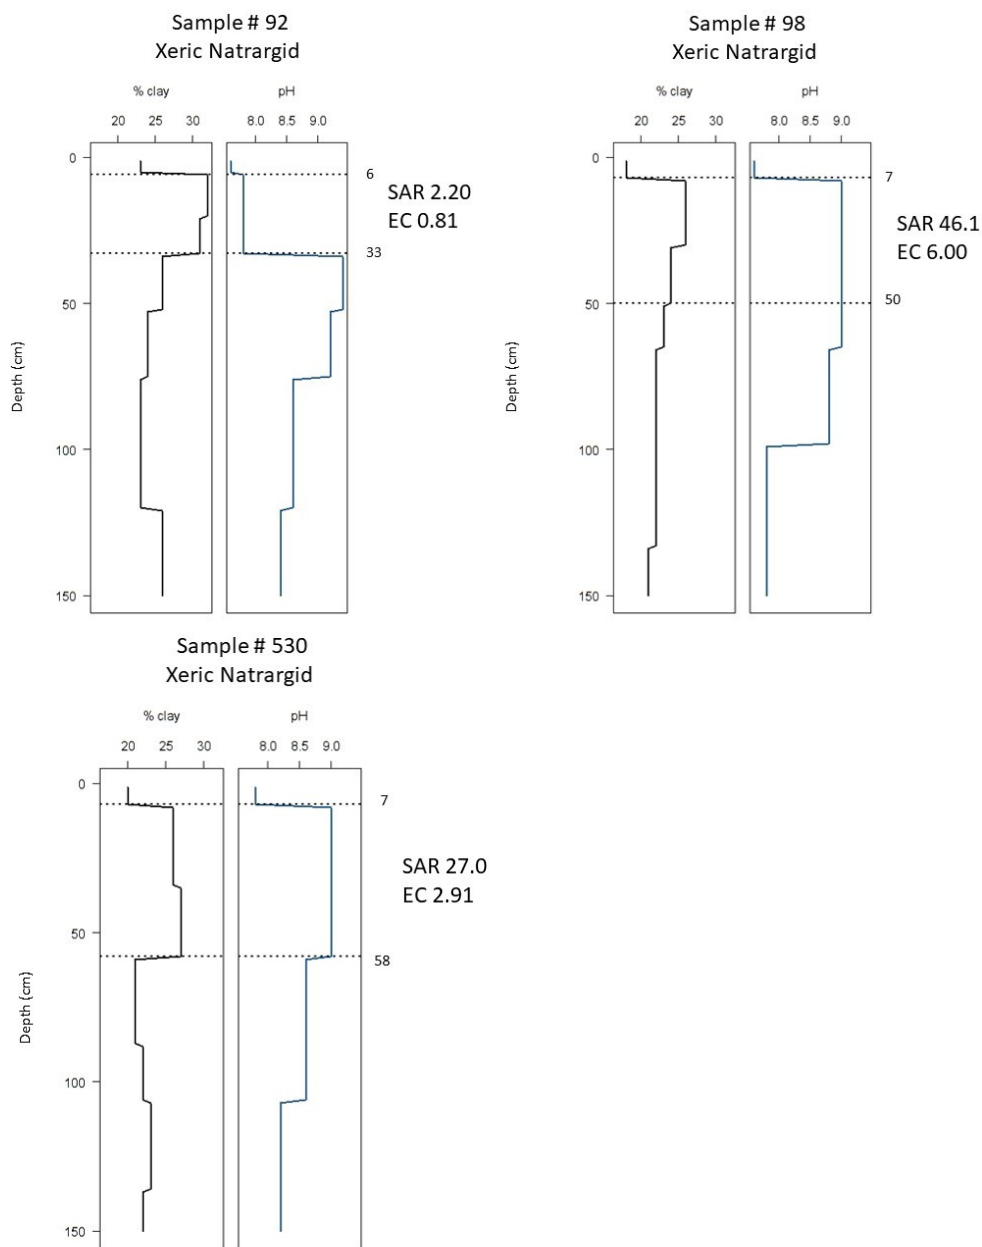 Sample # 92
Xeric Natrargid
% clay pH
20 25 30 8.0 8.5 9.0
0
6
SAR 2.20
EC 0.81
33
50
Depth (cm)
100
150
Sample # 98
Xeric Natrargid
% clay pH
20 25 30 8.0 8.5 9.0
0
7
SAR 46.1
EC 6.00
50
50
Depth (cm)
100
150
Sample # 530
Xeric Natrargid
% clay pH
20 25 30 8.0 8.5 9.0
0
7
SAR 27.0
EC 2.91
50
58
Depth (cm)
100
150